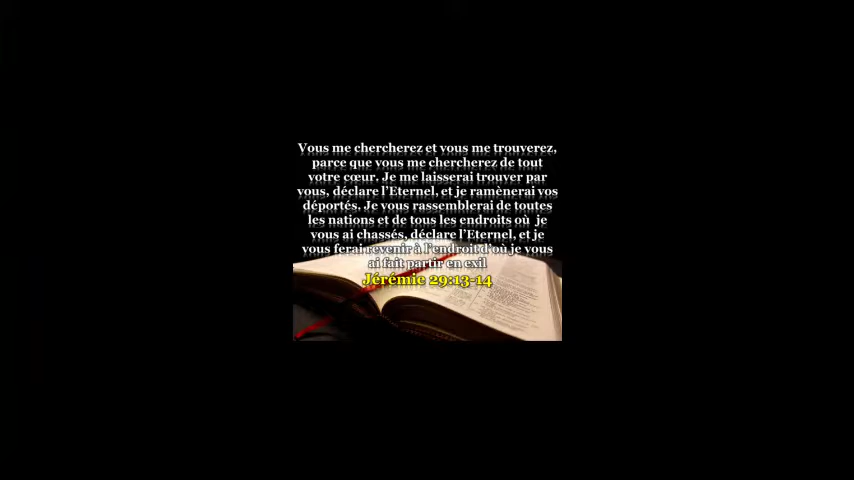 Vous me chercherez et vous me trouverez,
parce que vous me chercherez de tout
votre cœur. Je me laisserai trouver par
vous, déclare l'Eternel, et je ramènerai vos
déportés. Je vous rassemblerai de toutes
les nations et de tous les endroits où je
vous ai chassés, déclare l'Eternel, et je
vous ferai revenir à l'endroit d'où je vous
ai fait partir en exil
Jérémie 29:13-14